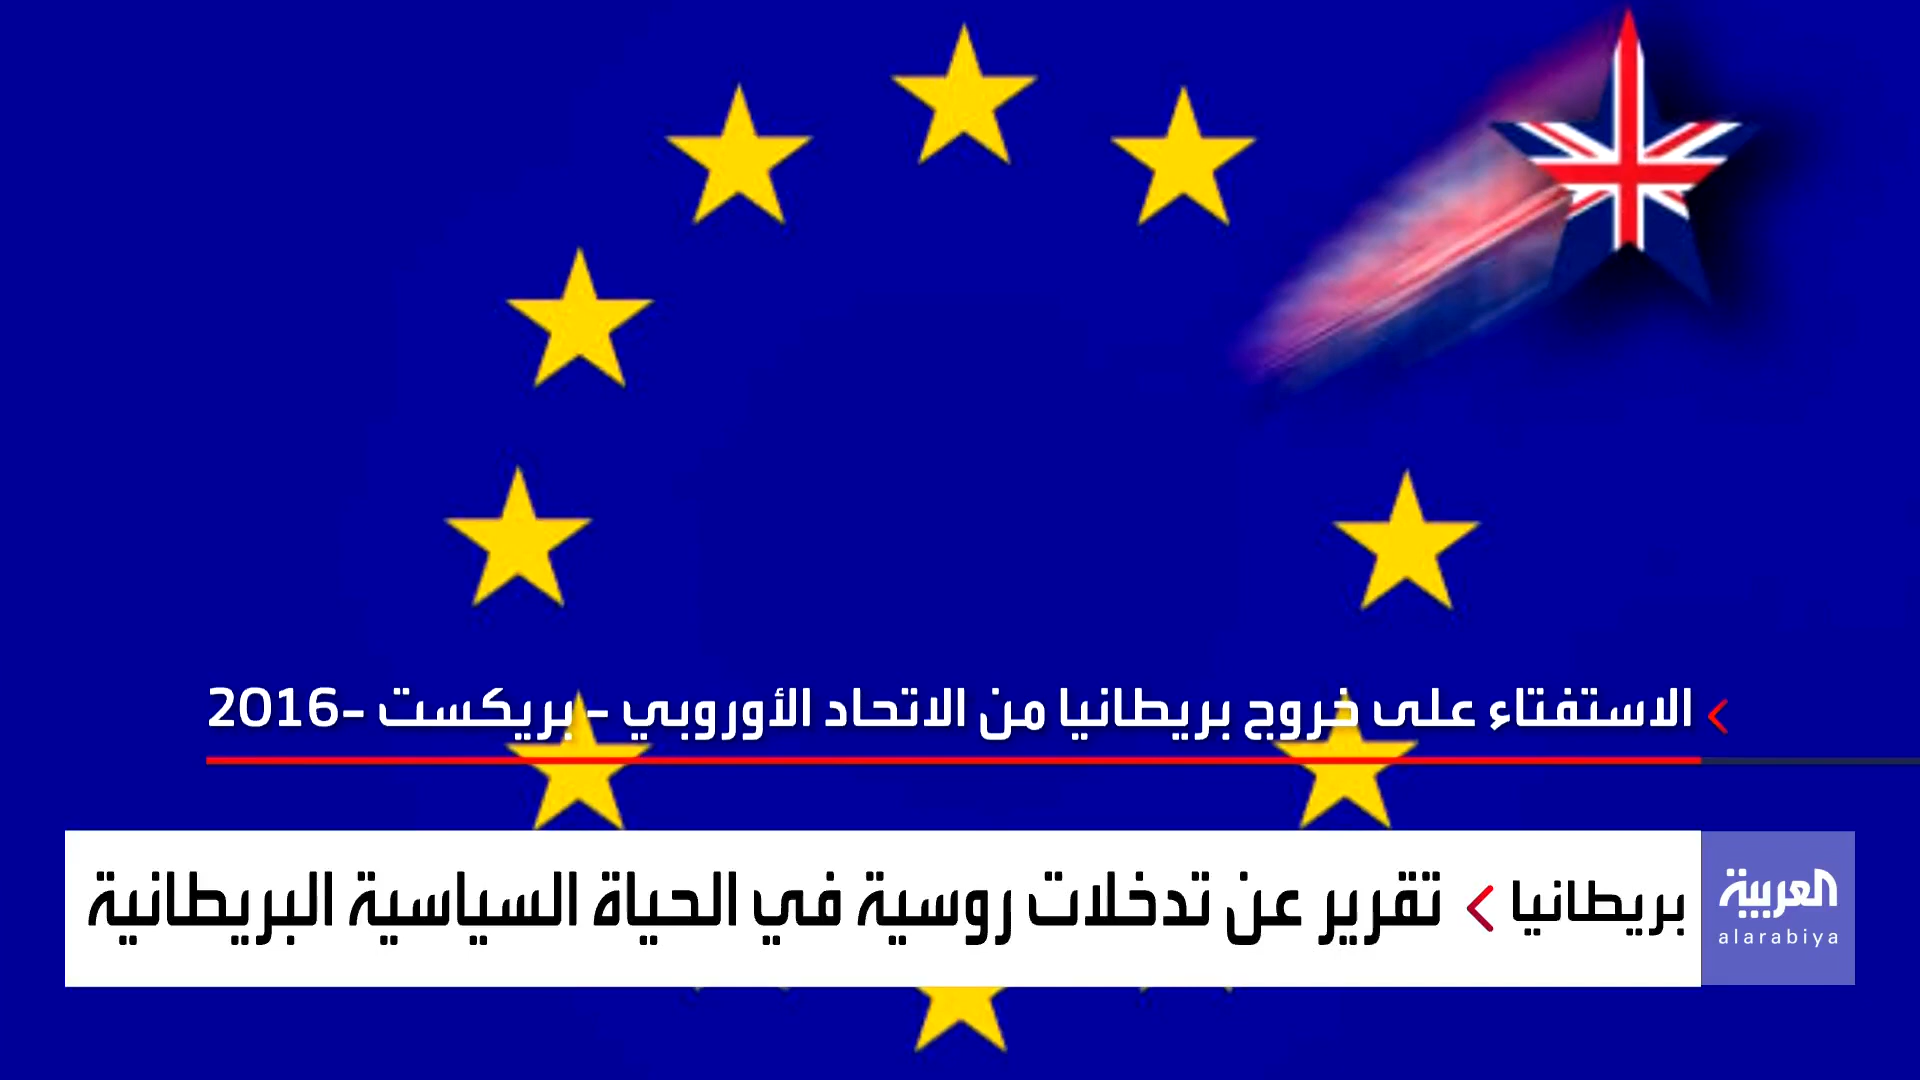 الاستفتاء على خروج بريطانيا من الاتحاد الأوروبي - بريكست -2016
بريطانيا > تقرير عن تدخلات روسية في الحياة السياسية البريطانية
العربية
alarabiya